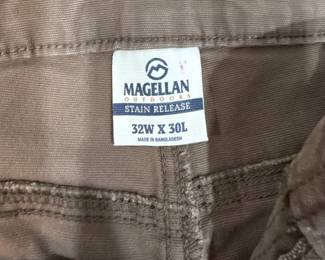 MAGELLAN
OUTDOORS
STAIN RELEASE
32W X 30L
MADE IN BANGLADESH